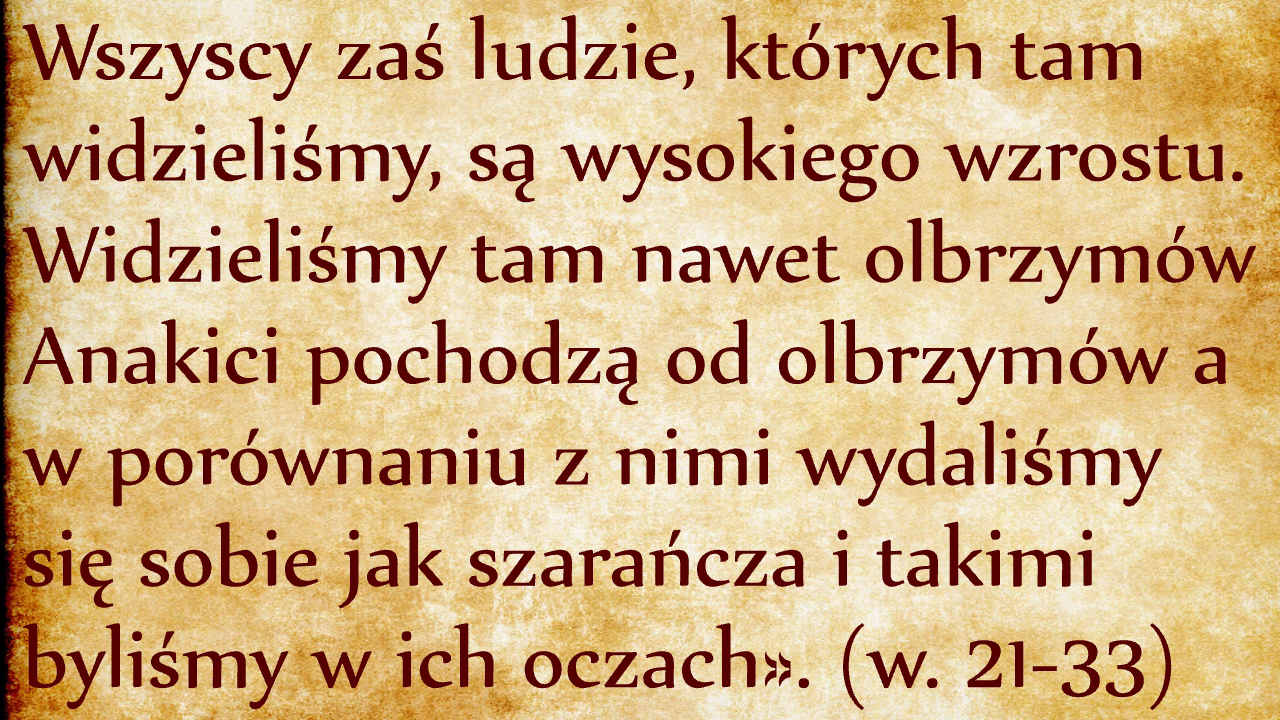 Wszyscy zaś ludzie, których tam
widzieliśmy, są wysokiego wzrostu.
Widzieliśmy tam nawet olbrzymów
Anakici pochodzą od olbrzymów a
w porównaniu z nimi wydaliśmy
się sobie jak szarańcza i takimi
byliśmy w ich oczach». (w. 21-33)